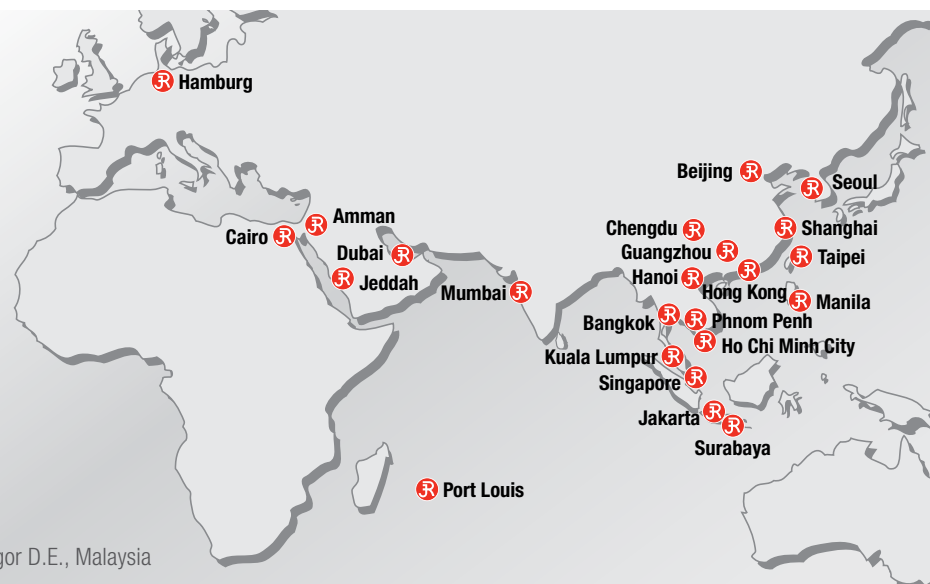 Hamburg
Beijing
Seoul
Amman
Cairo
Chengdu
Shanghai
Guangzhou
Dubai
Taipei
Hanoi
Jeddah
Mumbai
Hong Kong
Manila
Bangkok
Phnom Penh
Ho Chi Minh City
Kuala Lumpur
Singapore
Jakarta
Surabaya
Port Louis
gor D.E., Malaysia